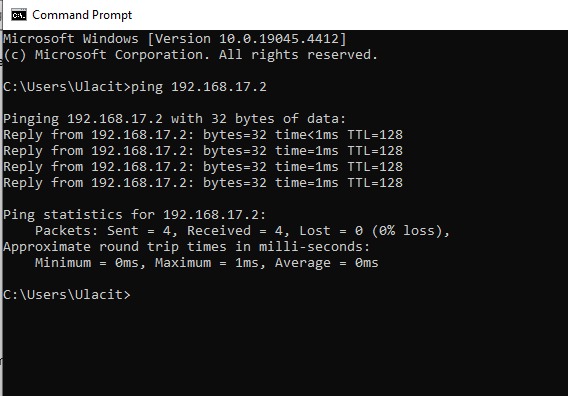 Command Prompt
Microsoft Windows [Version 10.0.19045.4412]
(c) Microsoft Corporation. All rights reserved.
C:\Users\Ulacit>ping 192.168.17.2
Pinging 192.168.17.2 with 32 bytes of data:
Reply from 192.168.17.2: bytes=32 time<1ms TTL=128
Reply from 192.168.17.2: bytes=32 time=1ms TTL=128
Reply from 192.168.17.2: bytes=32 time=1ms TTL=128
Reply from 192.168.17.2: bytes=32 time=1ms TTL=128
Ping statistics for 192.168.17.2:
    Packets: Sent = 4, Received = 4, Lost = 0 (0% loss),
Approximate round trip times in milli-seconds:
    Minimum = 0ms, Maximum = 1ms, Average = 0ms
C:\Users\Ulacit>